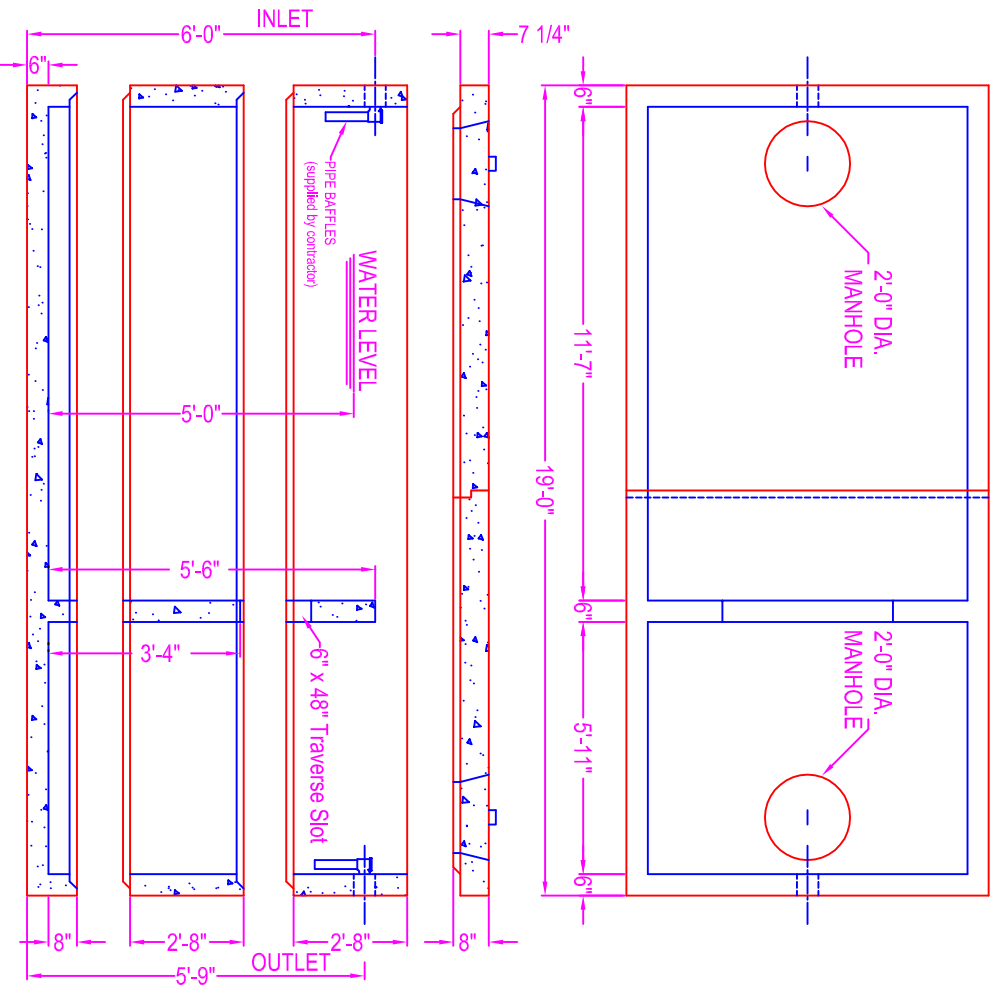 INLET
6'-0"
7 1/4"
6"
6"
PIPE BAFFLES
(supplied by contractor)
2'-0" DIA.
MANHOLE
WATER LEVEL
11'-7"
5'-0"
19'-0"
5'-6"
6"
3'-4"
6" x 48" Traverse Slot
2'-0" DIA.
MANHOLE
5'-11"
6"
8"
2'-8"
2'-8"
8"
OUTLET
5'-9"